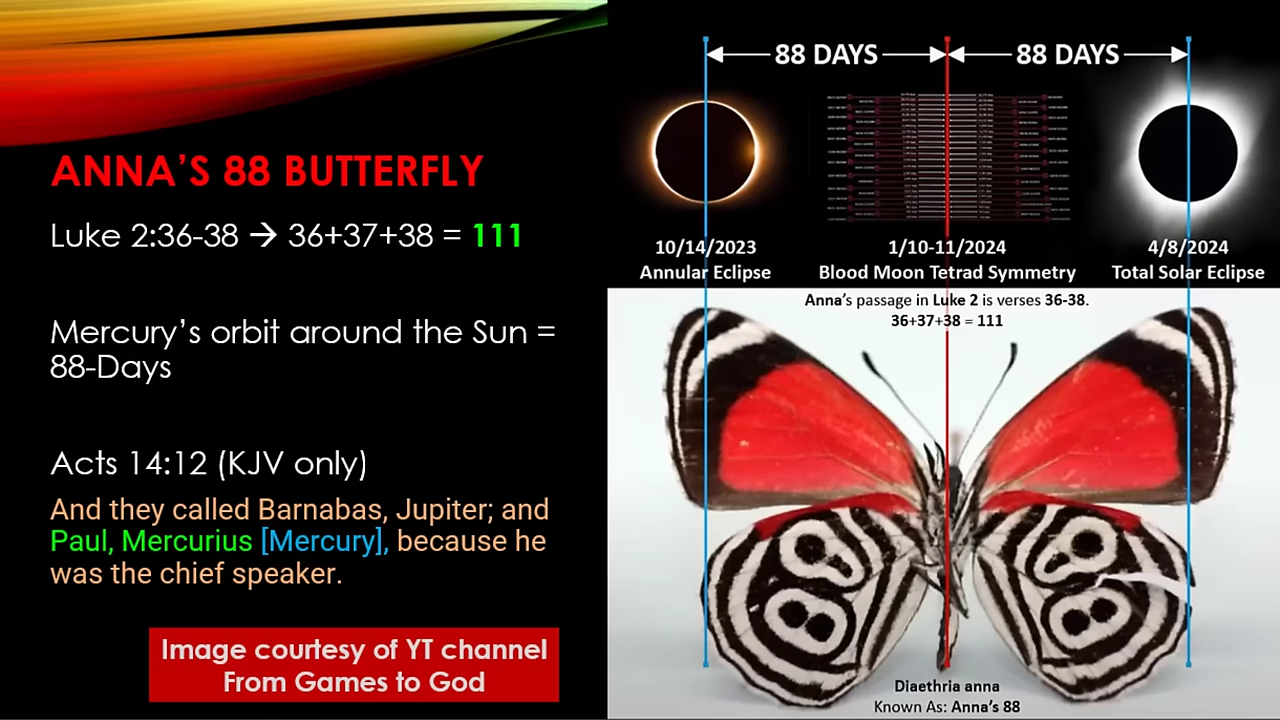 ANNA'S 88 BUTTERFLY
Luke 2:36-38 → 36+37+38 = 111
Mercury's orbit around the Sun =
88-Days
Acts 14:12 (KJV only)
And they called Barnabas, Jupiter; and
Paul, Mercurius [Mercury], because he
was the chief speaker.
Image courtesy of YT channel
From Games to God
88 DAYS
88 DAYS
10/14/2023
Annular Eclipse
1/10-11/2024
Blood Moon Tetrad Symmetry
4/8/2024
Total Solar Eclipse
Anna's passage in Luke 2 is verses 36-38.
36+37+38 = 111
Diaethria anna
Known As: Anna's 88